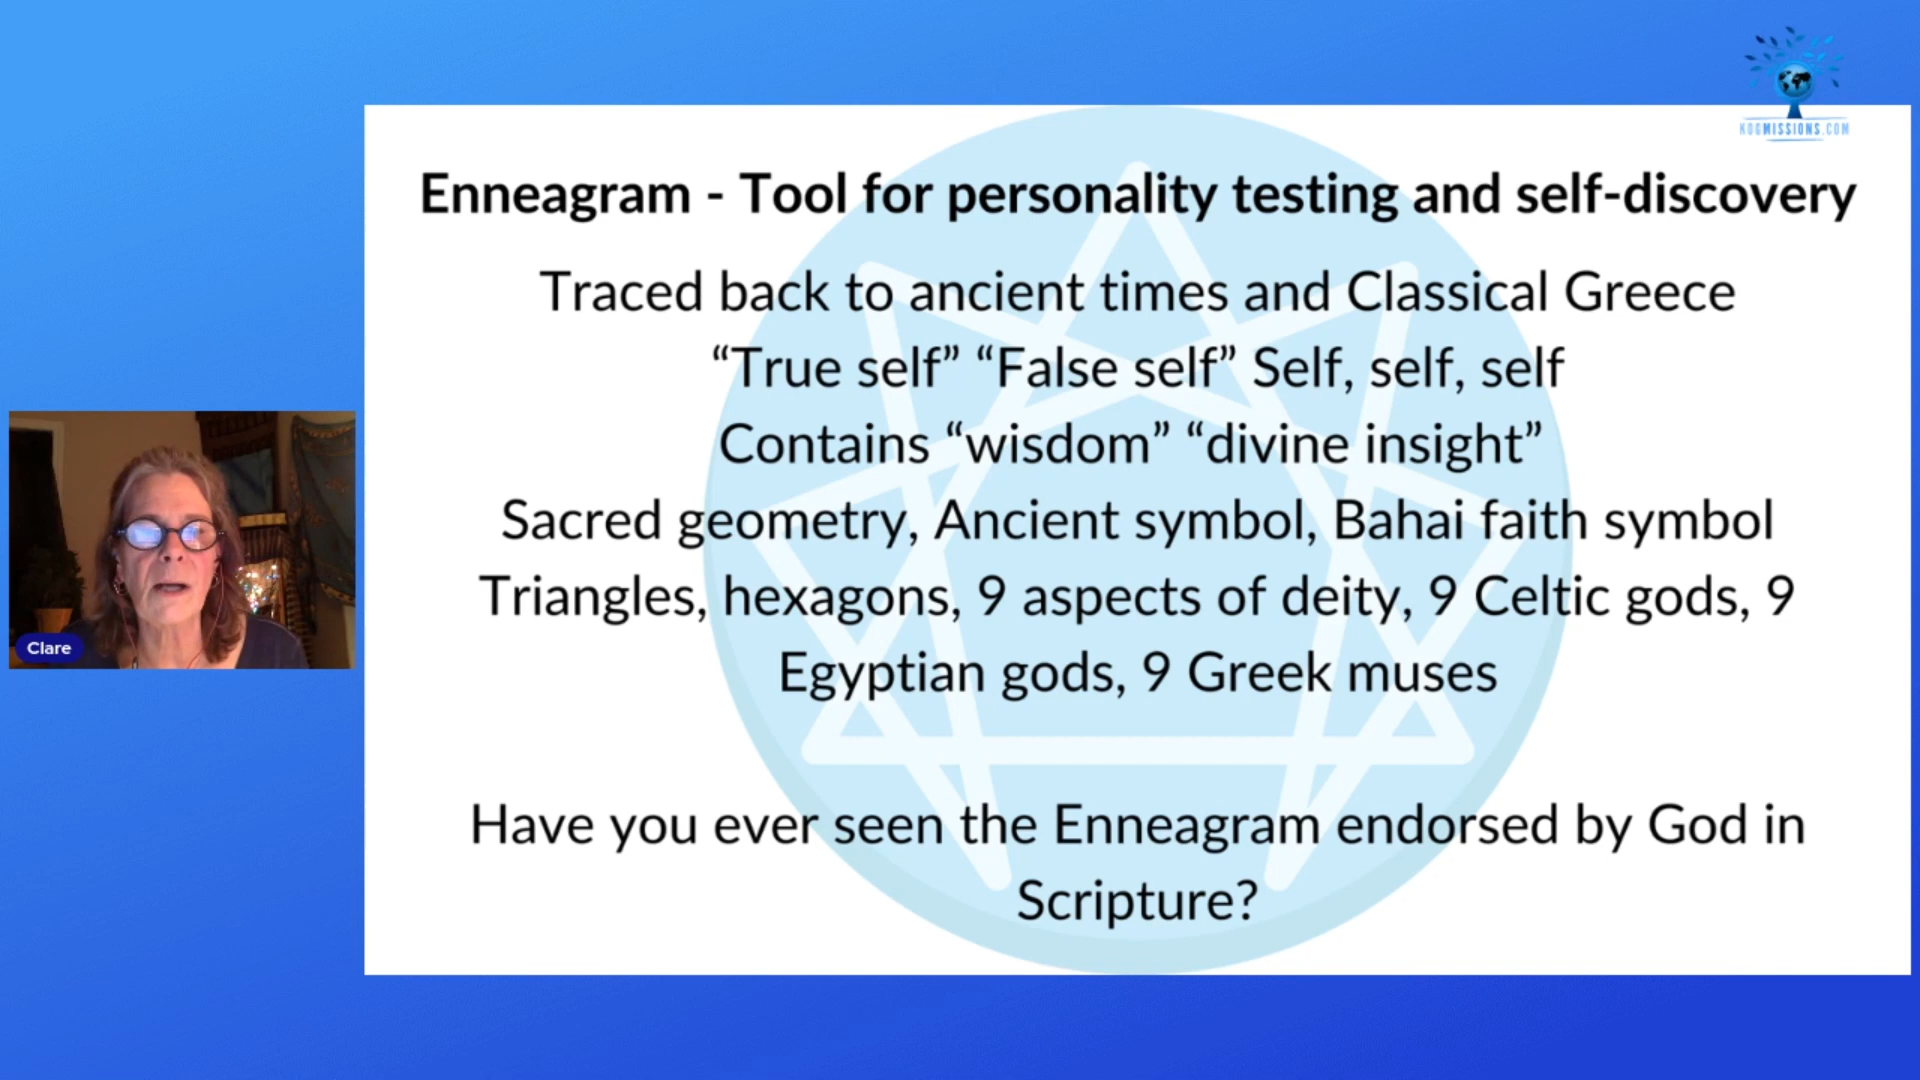 KOGMISSIONS.COM
Enneagram - Tool for personality testing and self-discovery
Traced back to ancient times and Classical Greece
“True self” “False self” Self, self, self
Contains “wisdom” “divine insight”
Sacred geometry, Ancient symbol, Bahai faith symbol
Triangles, hexagons, 9 aspects of deity, 9 Celtic gods, 9
Egyptian gods, 9 Greek muses
Have you ever seen the Enneagram endorsed by God in
Scripture?
Clare